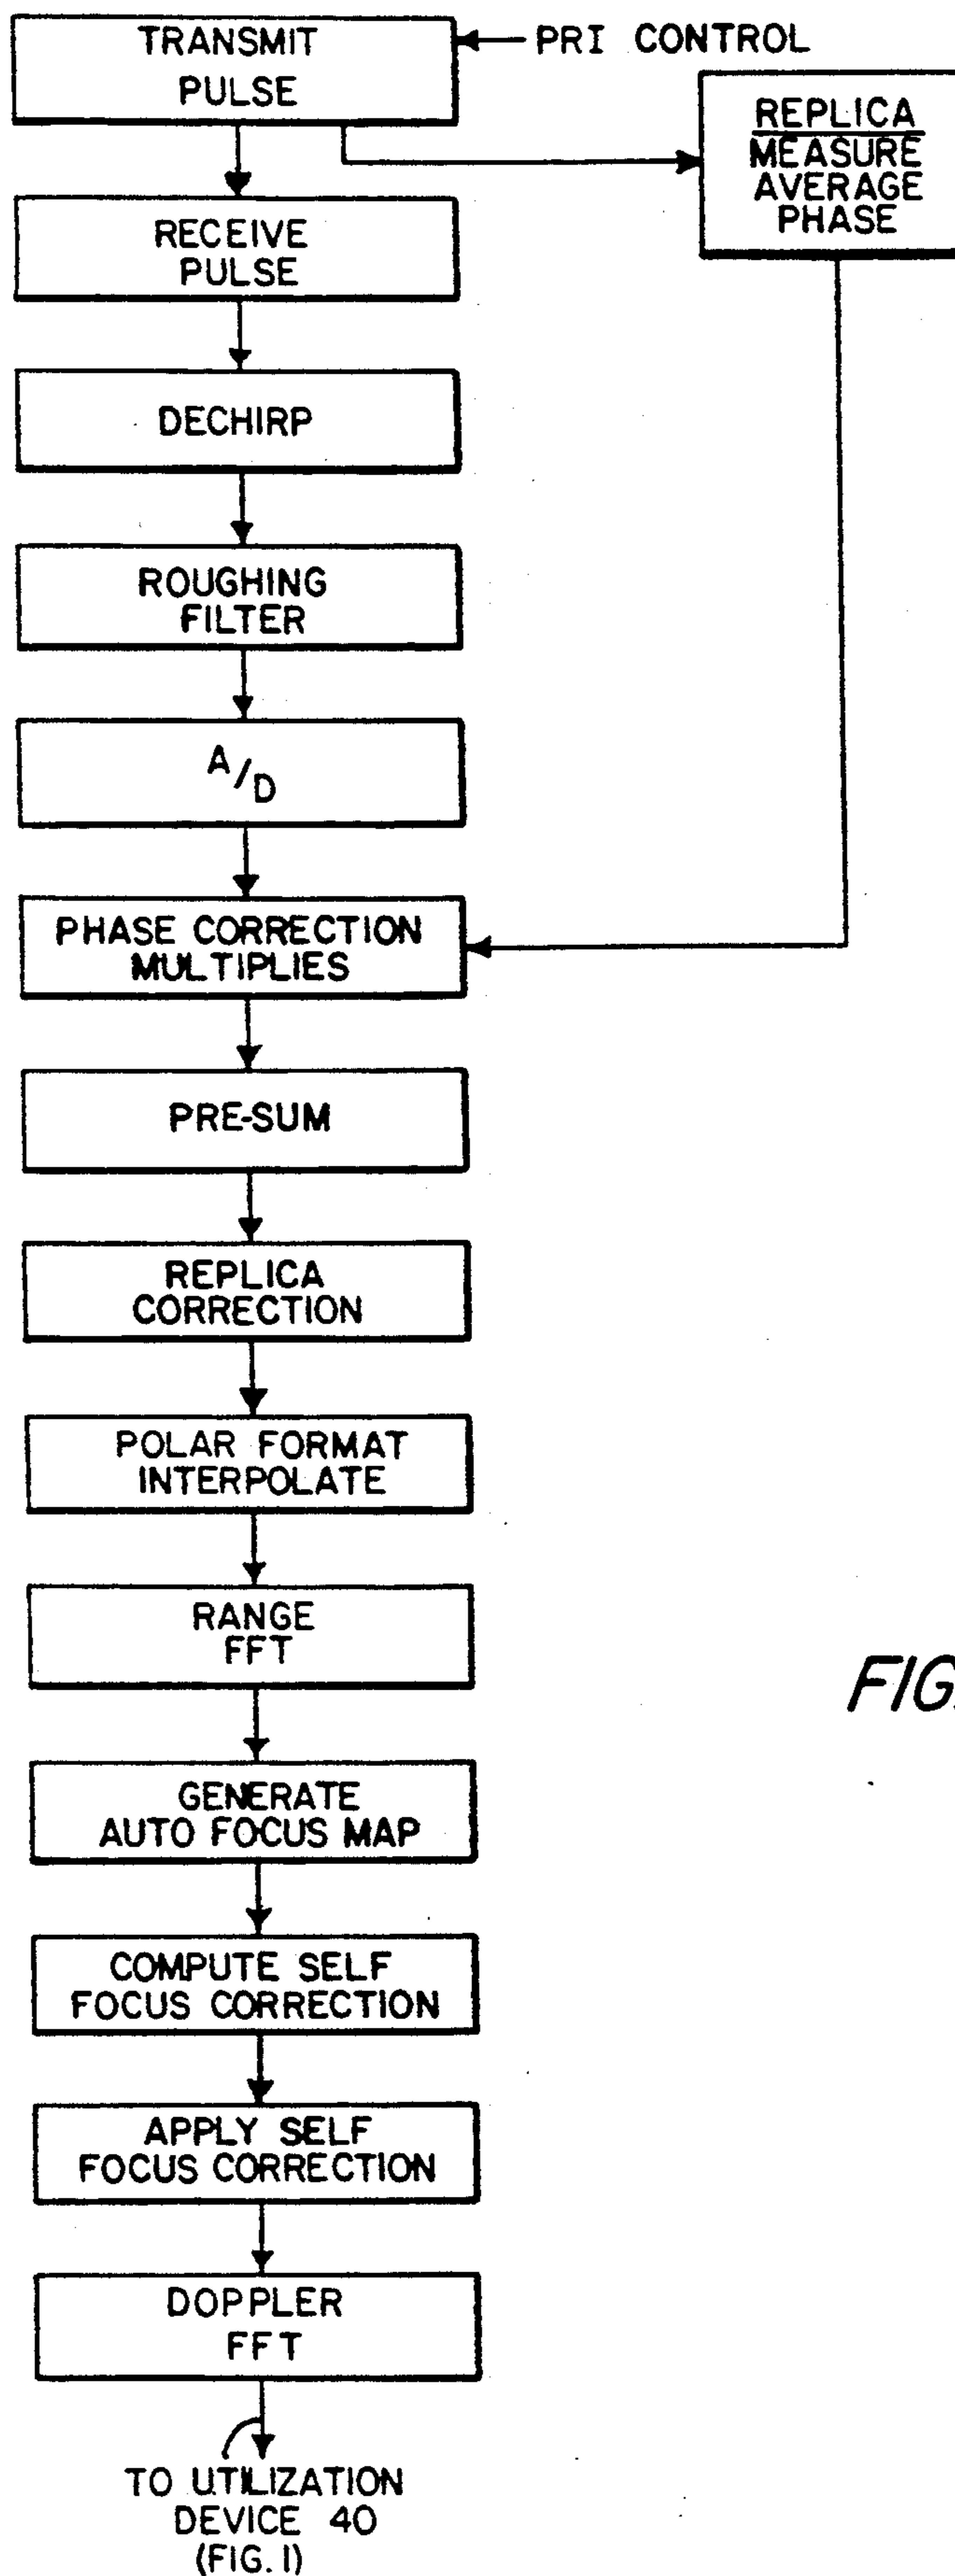 TRANSMIT
PULSE
PRI CONTROL
REPLICA
MEASURE
AVERAGE
PHASE
RECEIVE
PULSE
DECHIRP
ROUGHING
FILTER
A/D
PHASE CORRECTION
MULTIPLIES
PRE-SUM
REPLICA
CORRECTION
POLAR FORMAT
INTERPOLATE
RANGE
FFT
FIG.
GENERATE
AUTO FOCUS MAP
COMPUTE SELF
FOCUS CORRECTION
APPLY SELF
FOCUS CORRECTION
DOPPLER
FFT
TO UTILIZATION
DEVICE 40
(FIG. 1)